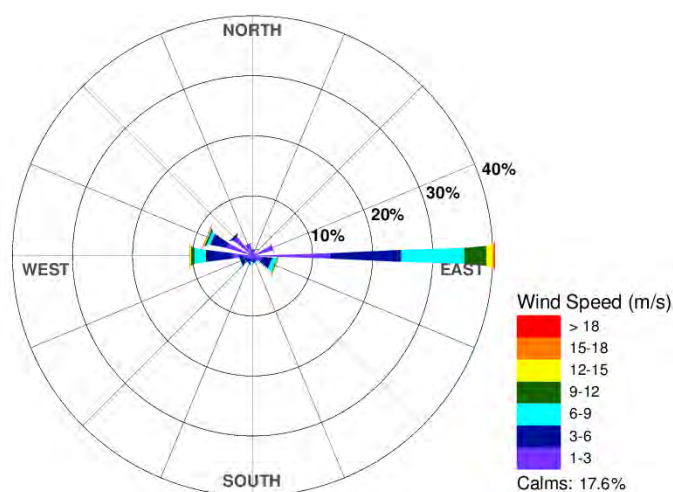 NORTH
40%
30%
20%
10%
WEST
EAST
SOUTH
Wind Speed (m/s)
> 18
15-18
12-15
9-12
6-9
3-6
1-3
Calms: 17.6%